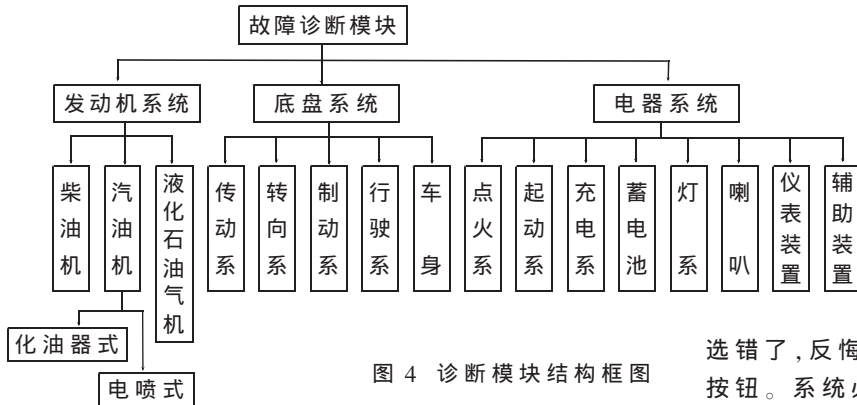 故障诊断模块
发动机系统
底盘系统
电器系统
柴油机
汽油机
液化石油气机
传动系
转向系
制动系
行驶系
车身
点火系
起动系
充电系
蓄电池
灯系
喇叭
仪表装置
辅助装置
化油器式
电喷式
图 4 诊断模块结构框图
选错了,反悔
按钮。系统必